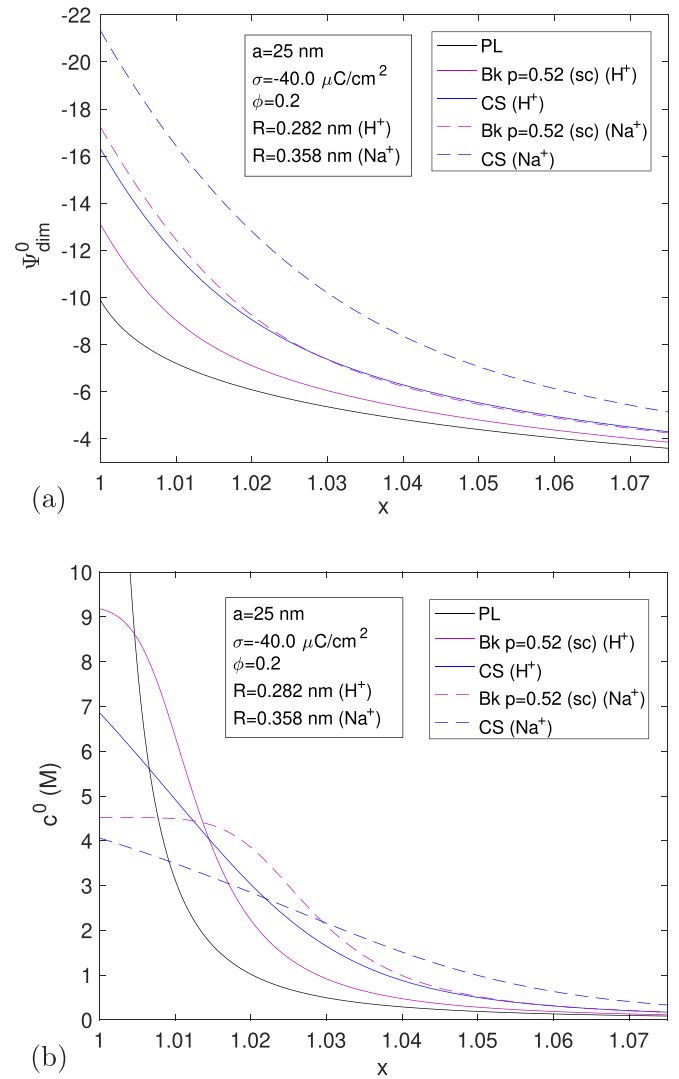 -22
-20
-18
-16
-14
-12
-10
-8
-6
-4
Ψ⁰dim
a=25 nm
σ=-40.0 μC/cm²
ϕ=0.2
R=0.282 nm (H⁺)
R=0.358 nm (Na⁺)
PL
Bk p=0.52 (sc) (H⁺)
CS (H⁺)
Bk p=0.52 (sc) (Na⁺)
CS (Na⁺)
1 1.01 1.02 1.03 1.04 1.05 1.06 1.07
x
(a)
10
9
8
7
6
5
4
3
2
1
0
c⁰ (M)
a=25 nm
σ=-40.0 μC/cm²
ϕ=0.2
R=0.282 nm (H⁺)
R=0.358 nm (Na⁺)
PL
Bk p=0.52 (sc) (H⁺)
CS (H⁺)
Bk p=0.52 (sc) (Na⁺)
CS (Na⁺)
1 1.01 1.02 1.03 1.04 1.05 1.06 1.07
x
(b)